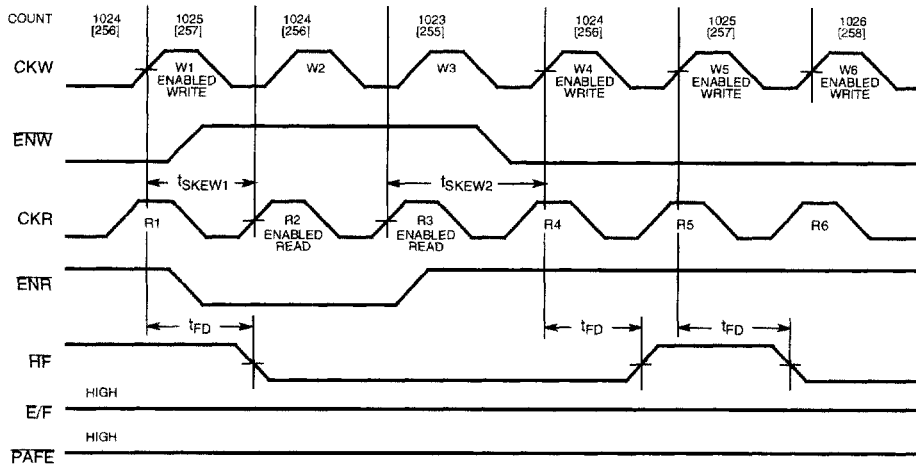 COUNT 1024 1025 1024 1023 1024 1025 1026
[256] [257] [256] [255] [256] [257] [258]
CKW W1 W2 W3 W4 W5 W6
ENABLED ENABLED ENABLED ENABLED
WRITE WRITE WRITE WRITE
ENW
tSKEW1 tSKEW2
CKR R1 R2 R3 R4 R5 R6
ENABLED ENABLED
READ READ
ENR
tFD tFD tFD
HF
HIGH
E/F
HIGH
PAFE